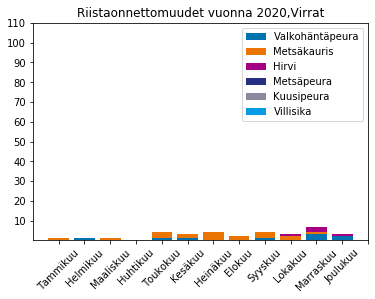 Riistaonnettomuudet vuonna 2020,Virrat
110
100
90
80
70
60
50
40
30
20
10
Valkohäntäpeura
Metsäkauris
Hirvi
Metsäpeura
Kuusipeura
Villisika
Tammikuu
Helmikuu
Maaliskuu
Huhtikuu
Toukokuu
Kesäkuu
Heinäkuu
Elokuu
Syyskuu
Lokakuu
Marraskuu
Joulukuu